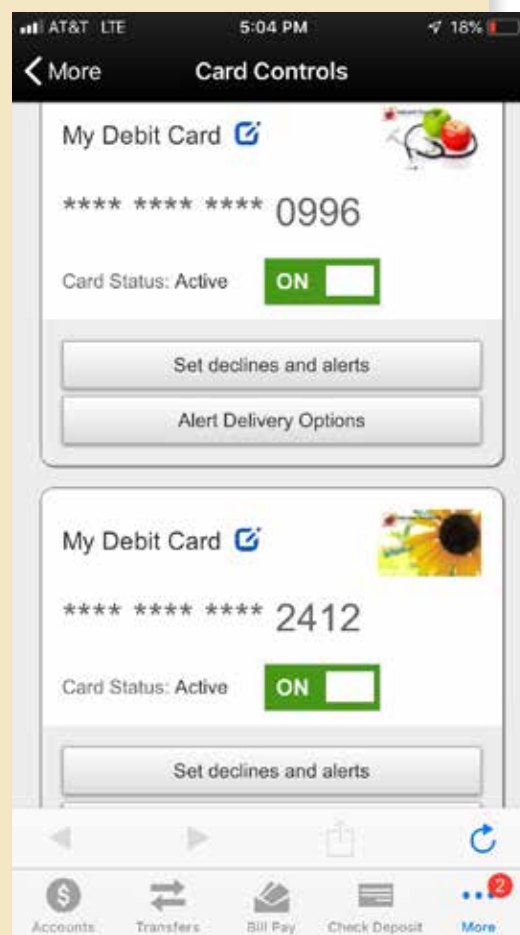 AT&T LTE 5:04 PM 18%
More Card Controls
My Debit Card
**** **** **** 0996
Card Status: Active ON
Set declines and alerts
Alert Delivery Options
My Debit Card
**** **** **** 2412
Card Status: Active ON
Set declines and alerts
2
Accounts Transfers Bill Pay Check Deposit More